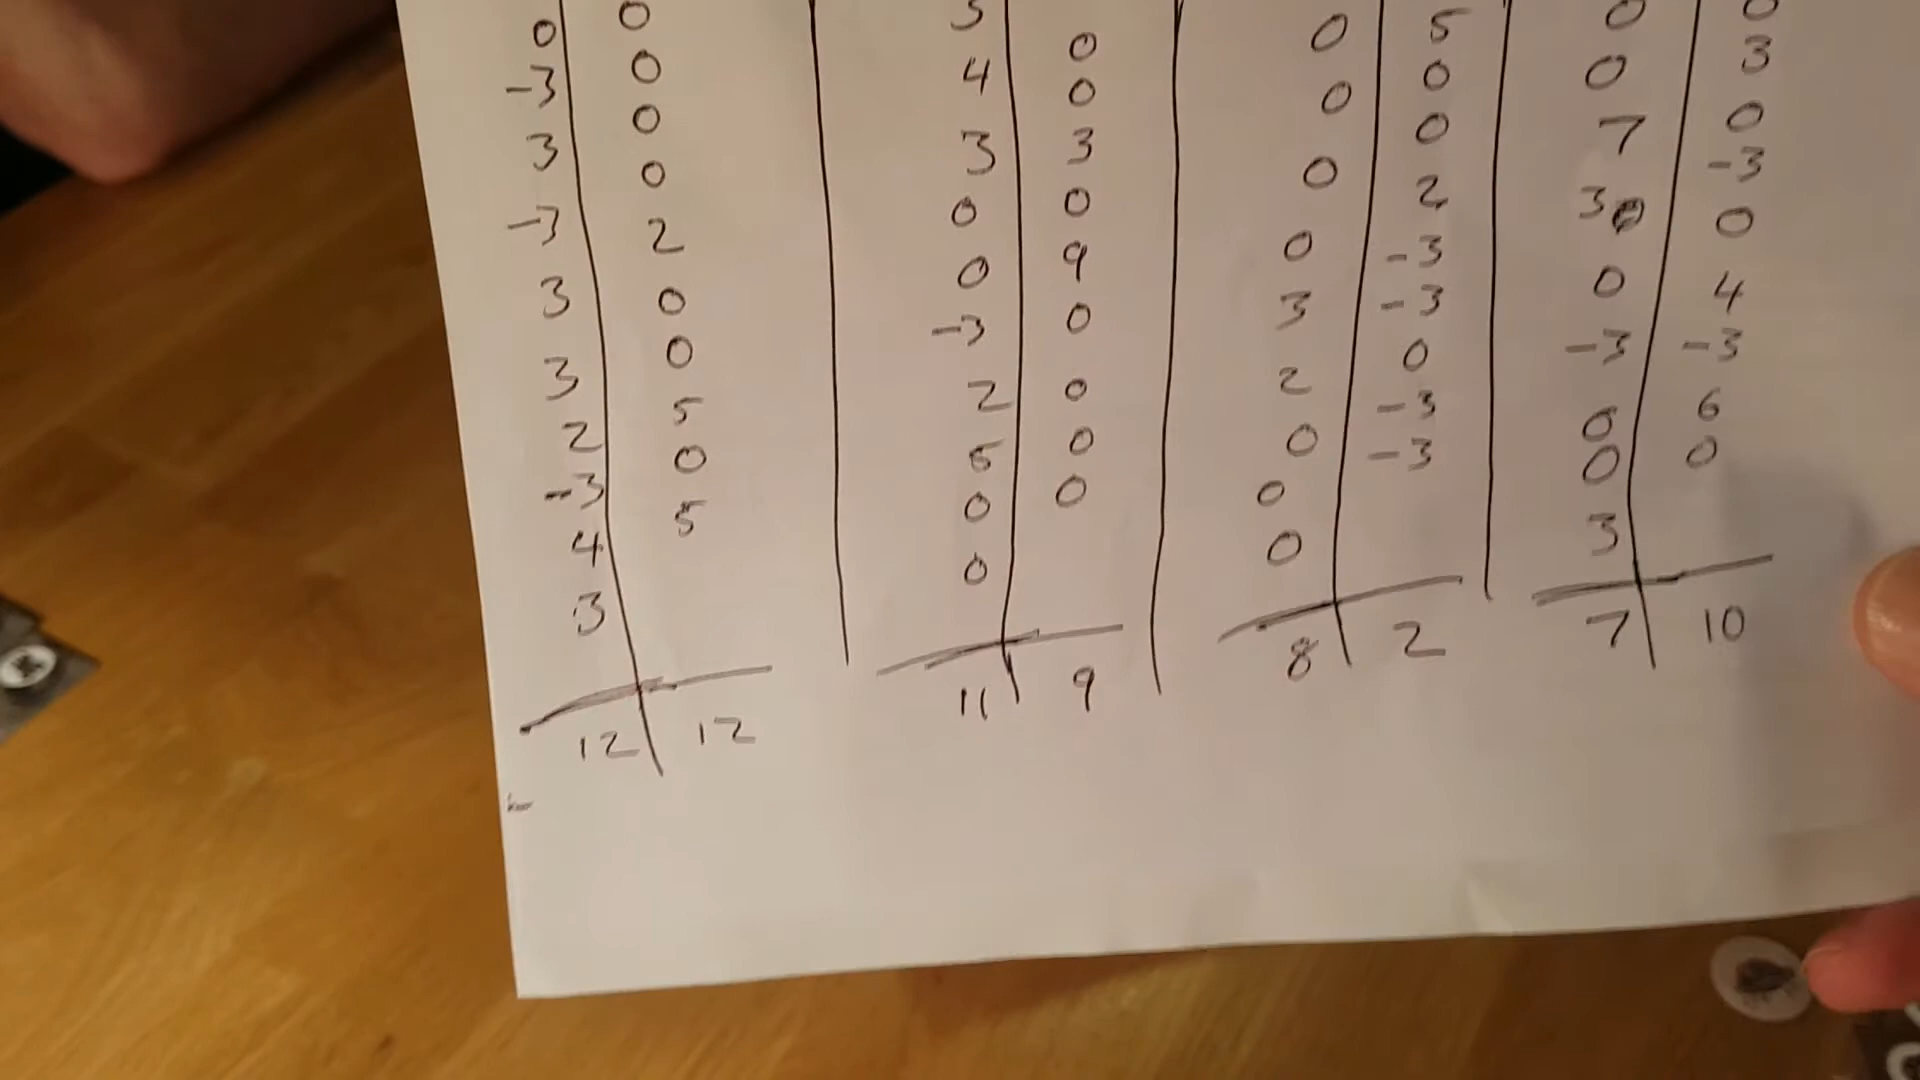 0 0 5 0 0 5 0 0
-3 0 4 0 0 0 0 3
3 0 3 3 0 0 7 0
-3 0 0 0 0 2 3 -3
3 2 0 9 3 -3 0 0
3 0 -3 0 2 -3 -3 4
2 0 2 0 0 0 0 -3
-3 5 5 0 0 -3 0 6
4 0 0 0 0 -3 3 0
3 5 0
12 12 11 9 8 2 7 10